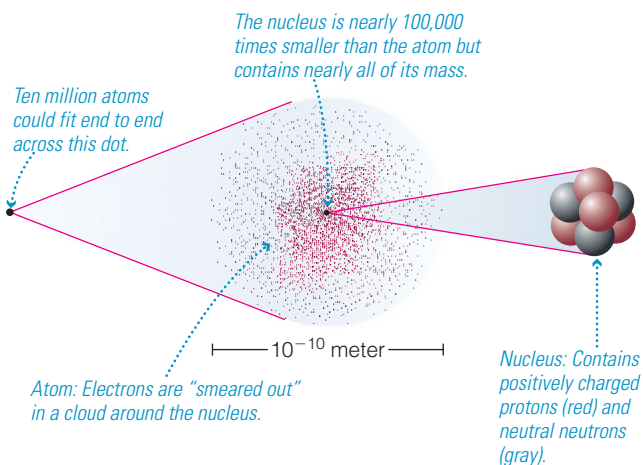 The nucleus is nearly 100,000
times smaller than the atom but
contains nearly all of its mass.
Ten million atoms
could fit end to end
across this dot.
10⁻¹⁰ meter
Atom: Electrons are “smeared out”
in a cloud around the nucleus.
Nucleus: Contains
positively charged
protons (red) and
neutral neutrons
(gray).